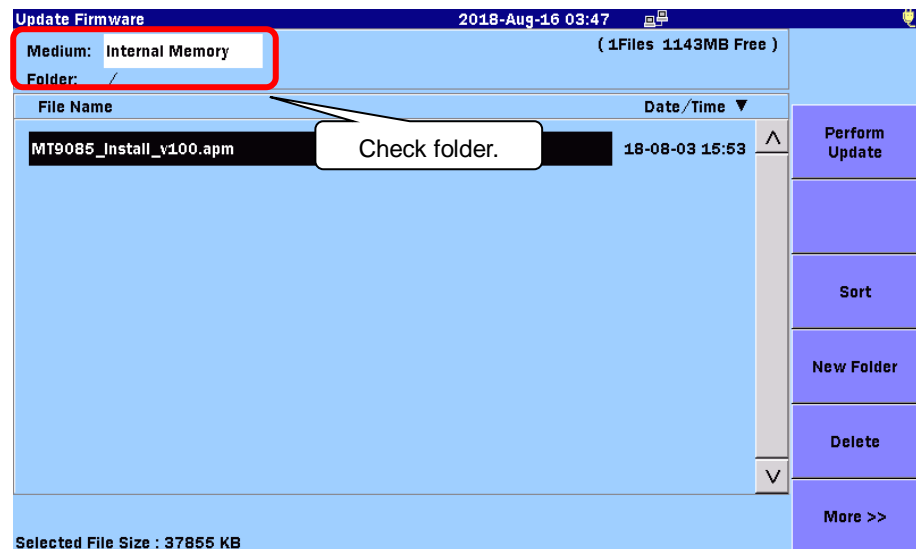 Update Firmware 2018-Aug-16 03:47
Medium: Internal Memory (1Files 1143MB Free)
Folder: /
File Name Date/Time ▼
Check folder.
MT9085_Install_v100.apm 18-08-03 15:53
Perform
Update
Sort
New Folder
Delete
More >>
Selected File Size : 37855 KB